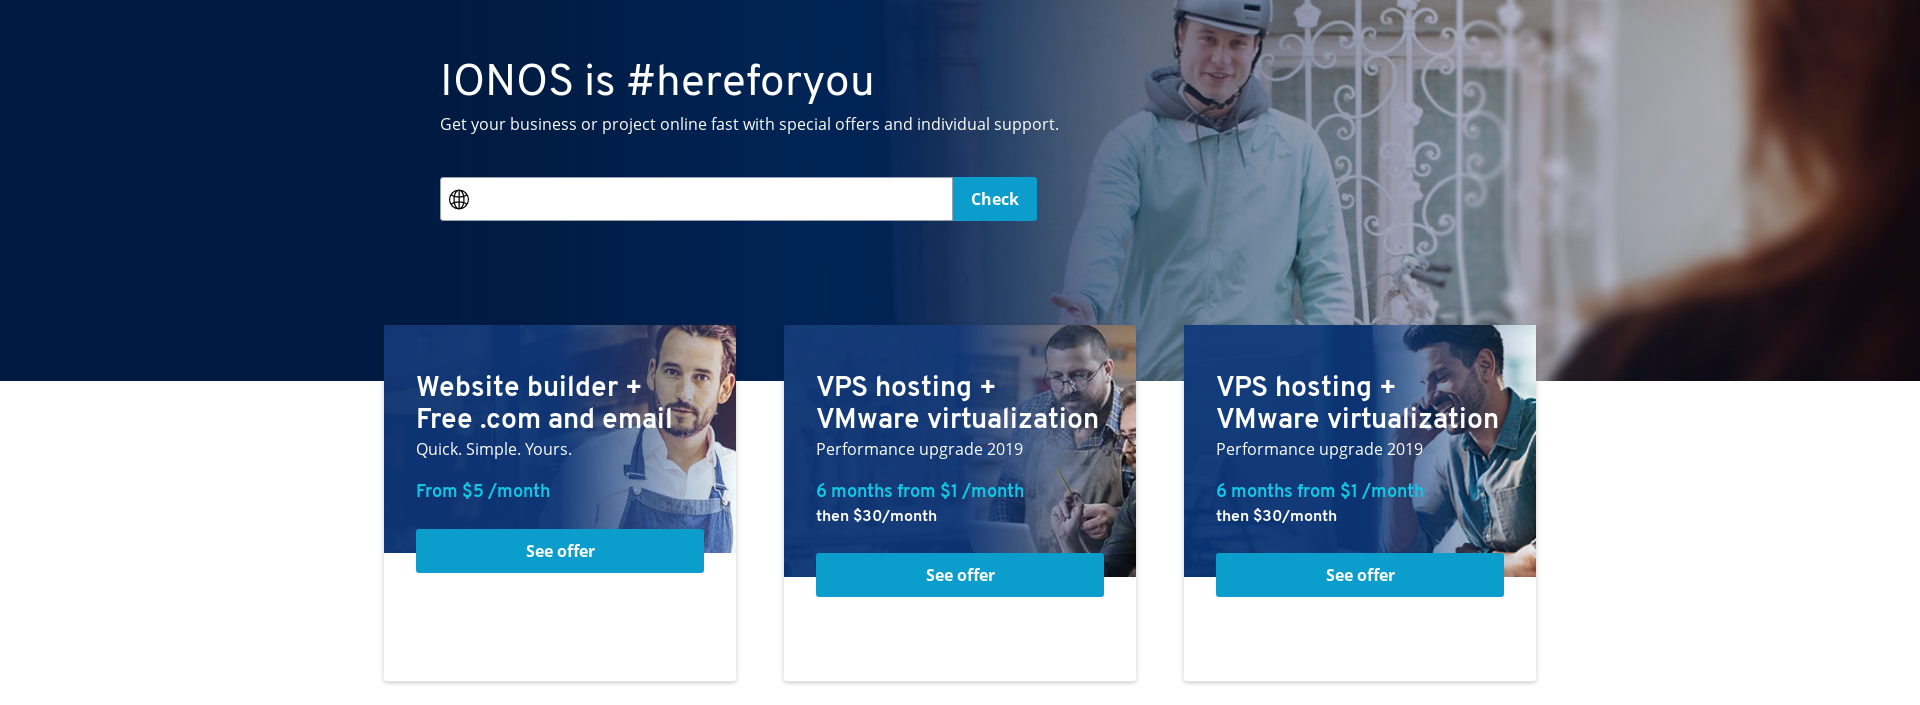 IONOS is #hereforyou
Get your business or project online fast with special offers and individual support.
Check
Website builder +
Free .com and email
Quick. Simple. Yours.
From $5 /month
See offer
VPS hosting +
VMware virtualization
Performance upgrade 2019
6 months from $1 /month
then $30/month
See offer
VPS hosting +
VMware virtualization
Performance upgrade 2019
6 months from $1 /month
then $30/month
See offer